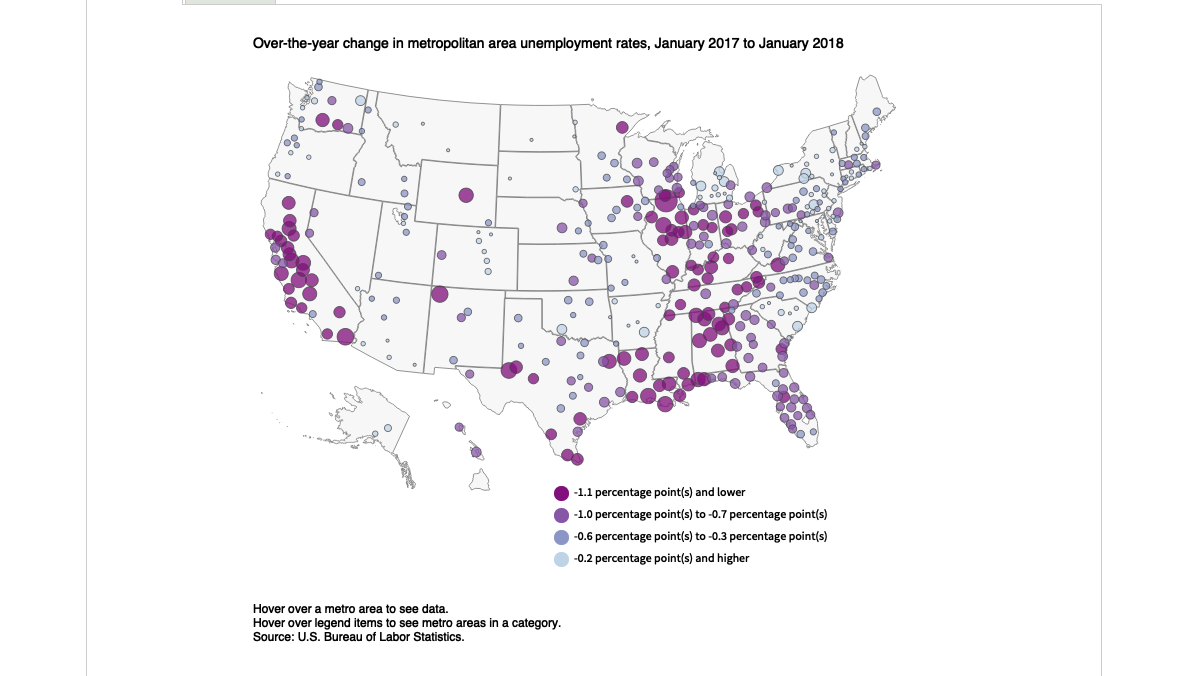 Over-the-year change in metropolitan area unemployment rates, January 2017 to January 2018
-1.1 percentage point(s) and lower
-1.0 percentage point(s) to -0.7 percentage point(s)
-0.6 percentage point(s) to -0.3 percentage point(s)
-0.2 percentage point(s) and higher
Hover over a metro area to see data.
Hover over legend items to see metro areas in a category.
Source: U.S. Bureau of Labor Statistics.